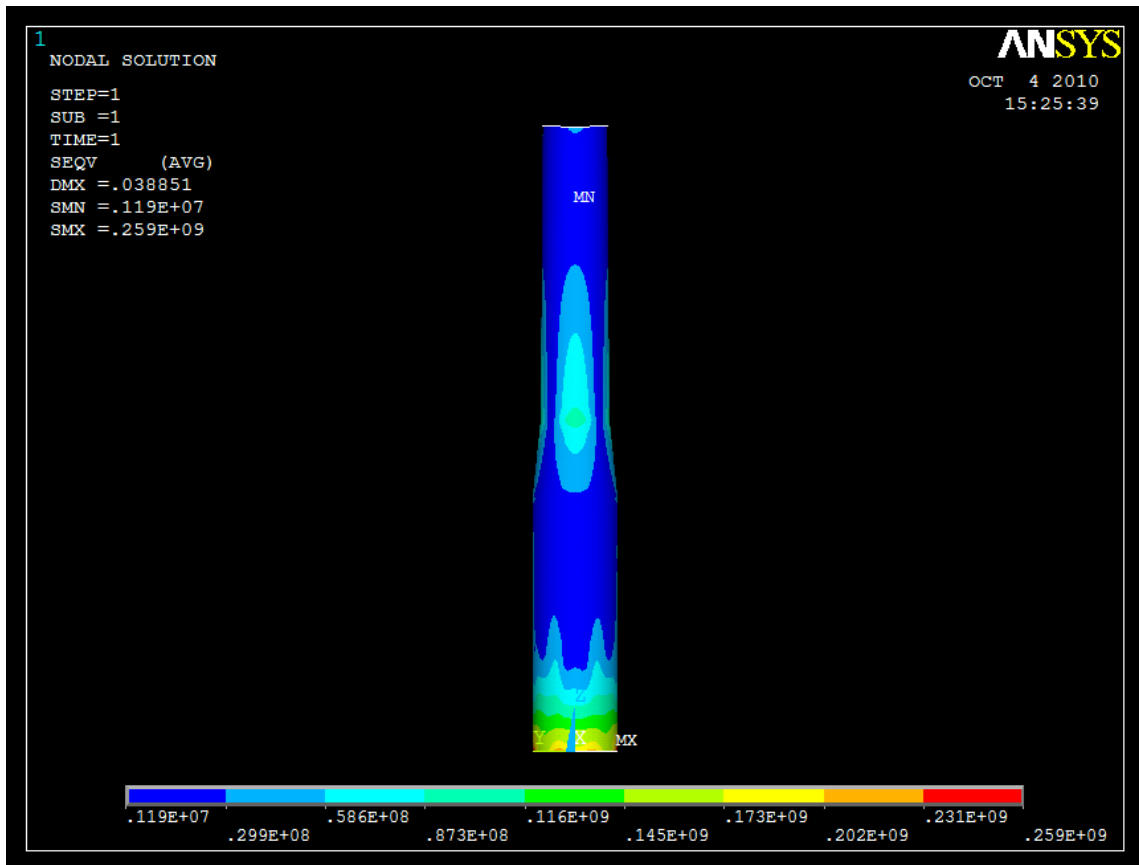 1
ANSYS
NODAL SOLUTION
OCT 4 2010
15:25:39
STEP=1
SUB =1
TIME=1
SEQV (AVG)
DMX =.038851
SMN =.119E+07
SMX =.259E+09
MN
Z
Y X MX
.119E+07 .586E+08 .116E+09 .173E+09 .231E+09
.299E+08 .873E+08 .145E+09 .202E+09 .259E+09